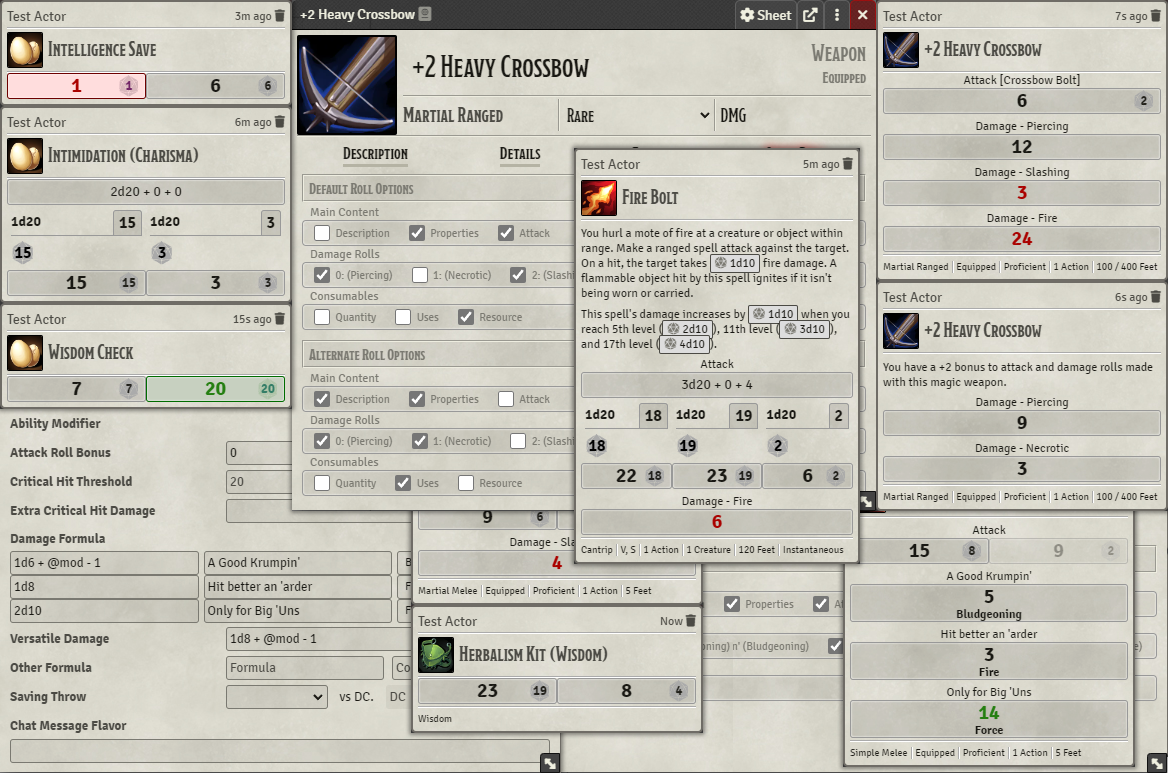 Test Actor 3m ago
INTELLIGENCE SAVE
1 1 6 6
Test Actor 6m ago
INTIMIDATION (CHARISMA)
2d20 + 0 + 0
1d20 15 1d20 3
15 3
15 15 3 3
Test Actor 15s ago
WISDOM CHECK
7 7 20 20
Ability Modifier
Attack Roll Bonus 0
Critical Hit Threshold 20
Extra Critical Hit Damage
Damage Formula
1d6 + @mod - 1 A Good Krumpin' B
1d8 Hit better an 'arder F
2d10 Only for Big 'Uns F
Versatile Damage 1d8 + @mod - 1
Other Formula Formula Co
Saving Throw vs DC. DC
Chat Message Flavor
+2 Heavy Crossbow Sheet
+2 HEAVY CROSSBOW WEAPON
EQUIPPED
MARTIAL RANGED RARE DMG
DESCRIPTION DETAILS
DEFAULT ROLL OPTIONS
Main Content
Description Properties Attack
Damage Rolls
0: (Piercing) 1: (Necrotic) 2: (Slash
Consumables
Quantity Uses Resource
ALTERNATE ROLL OPTIONS
Main Content
Description Properties Attack
Damage Rolls
0: (Piercing) 1: (Necrotic) 2: (Slash
Consumables
Quantity Uses Resource
Test Actor 5m ago
FIRE BOLT
You hurl a mote of fire at a creature or object within
range. Make a ranged spell attack against the target.
On a hit, the target takes 1d10 fire damage. A
flammable object hit by this spell ignites if it isn't
being worn or carried.
This spell's damage increases by 1d10 when you
reach 5th level ( 2d10 ), 11th level ( 3d10 ),
and 17th level ( 4d10 ).
Attack
3d20 + 0 + 4
1d20 18 1d20 19 1d20 2
18 19 2
22 18 23 19 6 2
Damage - Fire
6
Cantrip V, S 1 Action 1 Creature 120 Feet Instantaneous
9 6
Damage - Sla
4
Martial Melee Equipped Proficient 1 Action 5 Feet
Test Actor Now
HERBALISM KIT (WISDOM)
23 19 8 4
Wisdom
Properties At
oning) n' (Bludgeoning)
e)
Test Actor 7s ago
+2 HEAVY CROSSBOW
Attack [Crossbow Bolt]
6 2
Damage - Piercing
12
Damage - Slashing
3
Damage - Fire
24
Martial Ranged Equipped Proficient 1 Action 100 / 400 Feet
Test Actor 6s ago
+2 HEAVY CROSSBOW
You have a +2 bonus to attack and damage rolls made
with this magic weapon.
Damage - Piercing
9
Damage - Necrotic
3
Martial Ranged Equipped Proficient 1 Action 100 / 400 Feet
Attack
15 8 9 2
A Good Krumpin'
5
Bludgeoning
Hit better an 'arder
3
Fire
Only for Big 'Uns
14
Force
Simple Melee Equipped Proficient 1 Action 5 Feet